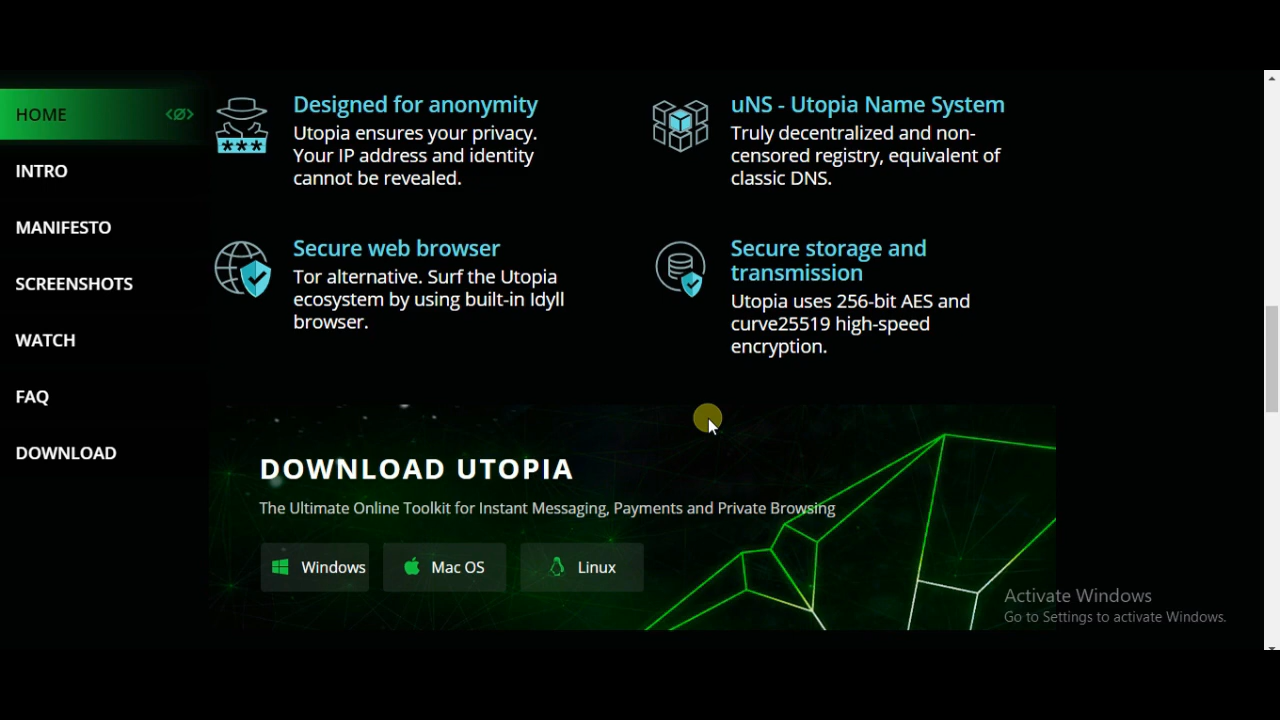 HOME
INTRO
MANIFESTO
SCREENSHOTS
WATCH
FAQ
DOWNLOAD
Designed for anonymity
Utopia ensures your privacy.
Your IP address and identity
cannot be revealed.
uNS - Utopia Name System
Truly decentralized and non-
censored registry, equivalent of
classic DNS.
Secure web browser
Tor alternative. Surf the Utopia
ecosystem by using built-in Idyll
browser.
Secure storage and
transmission
Utopia uses 256-bit AES and
curve25519 high-speed
encryption.
DOWNLOAD UTOPIA
The Ultimate Online Toolkit for Instant Messaging, Payments and Private Browsing
Windows
Mac OS
Linux
Activate Windows
Go to Settings to activate Windows.